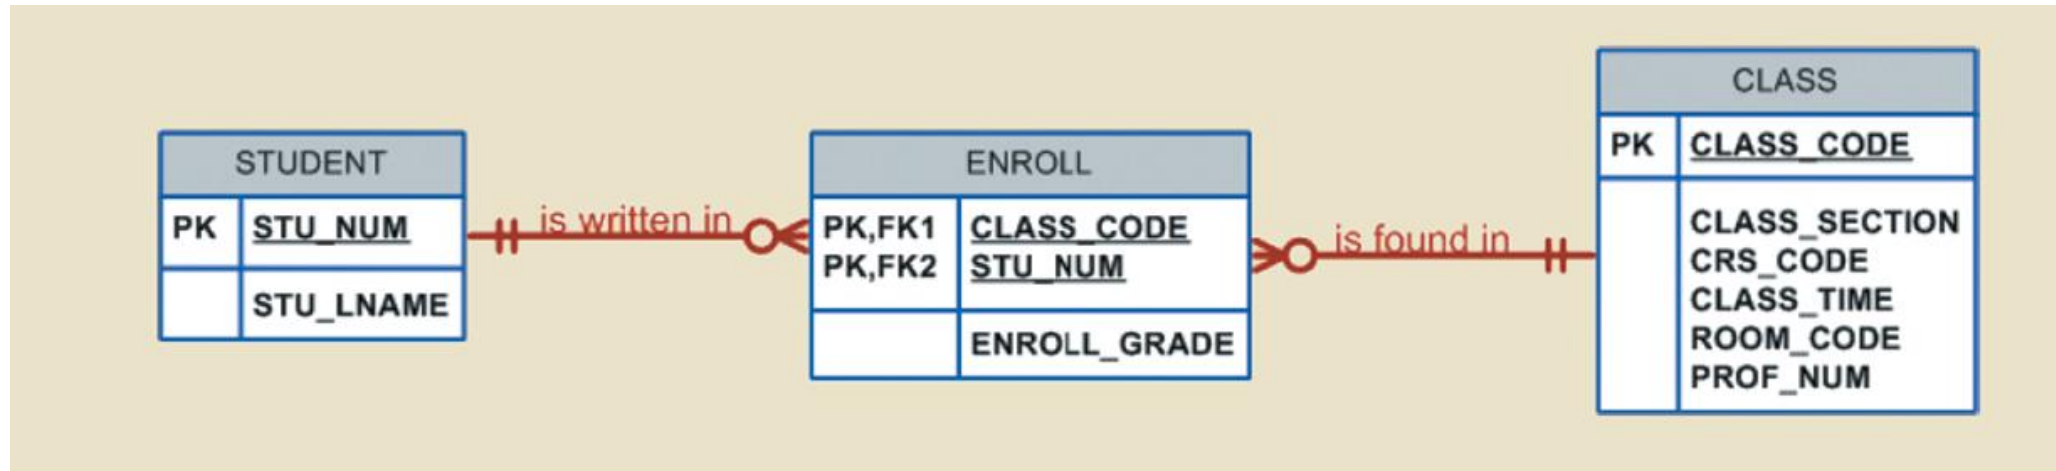 STUDENT
PK STU_NUM
STU_LNAME
is written in
ENROLL
PK,FK1 CLASS_CODE
PK,FK2 STU_NUM
ENROLL_GRADE
is found in
CLASS
PK CLASS_CODE
CLASS_SECTION
CRS_CODE
CLASS_TIME
ROOM_CODE
PROF_NUM